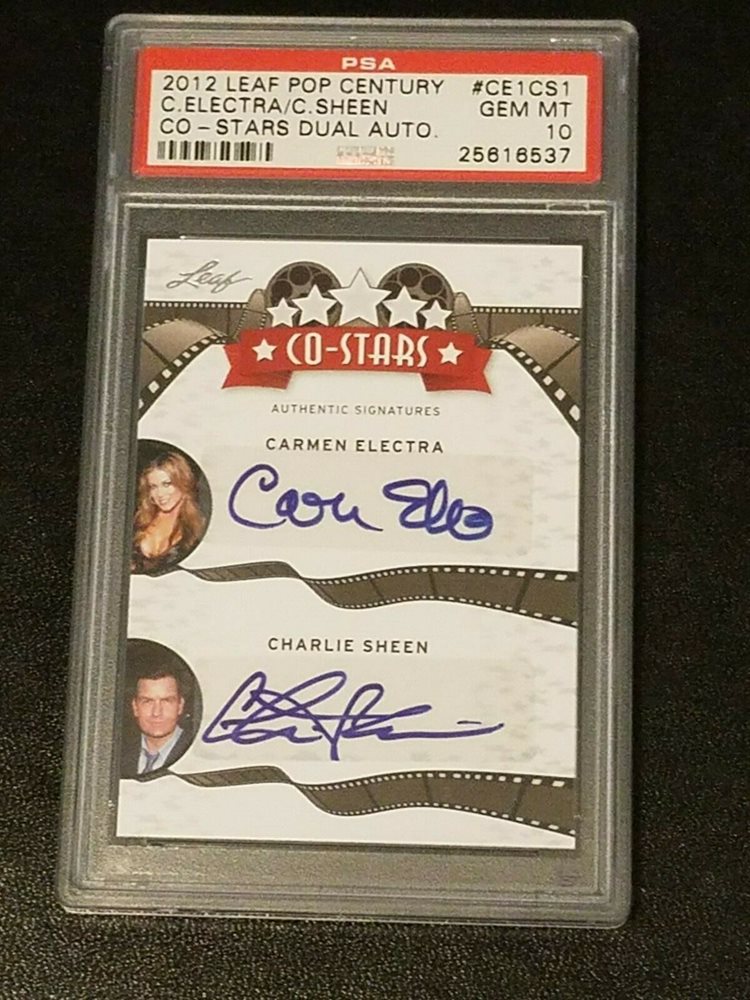 PSA
2012 LEAF POP CENTURY #CE1CS1
C.ELECTRA/C.SHEEN GEM MT
CO-STARS DUAL AUTO. 10
25616537
Leaf
CO-STARS
AUTHENTIC SIGNATURES
CARMEN ELECTRA
CHARLIE SHEEN